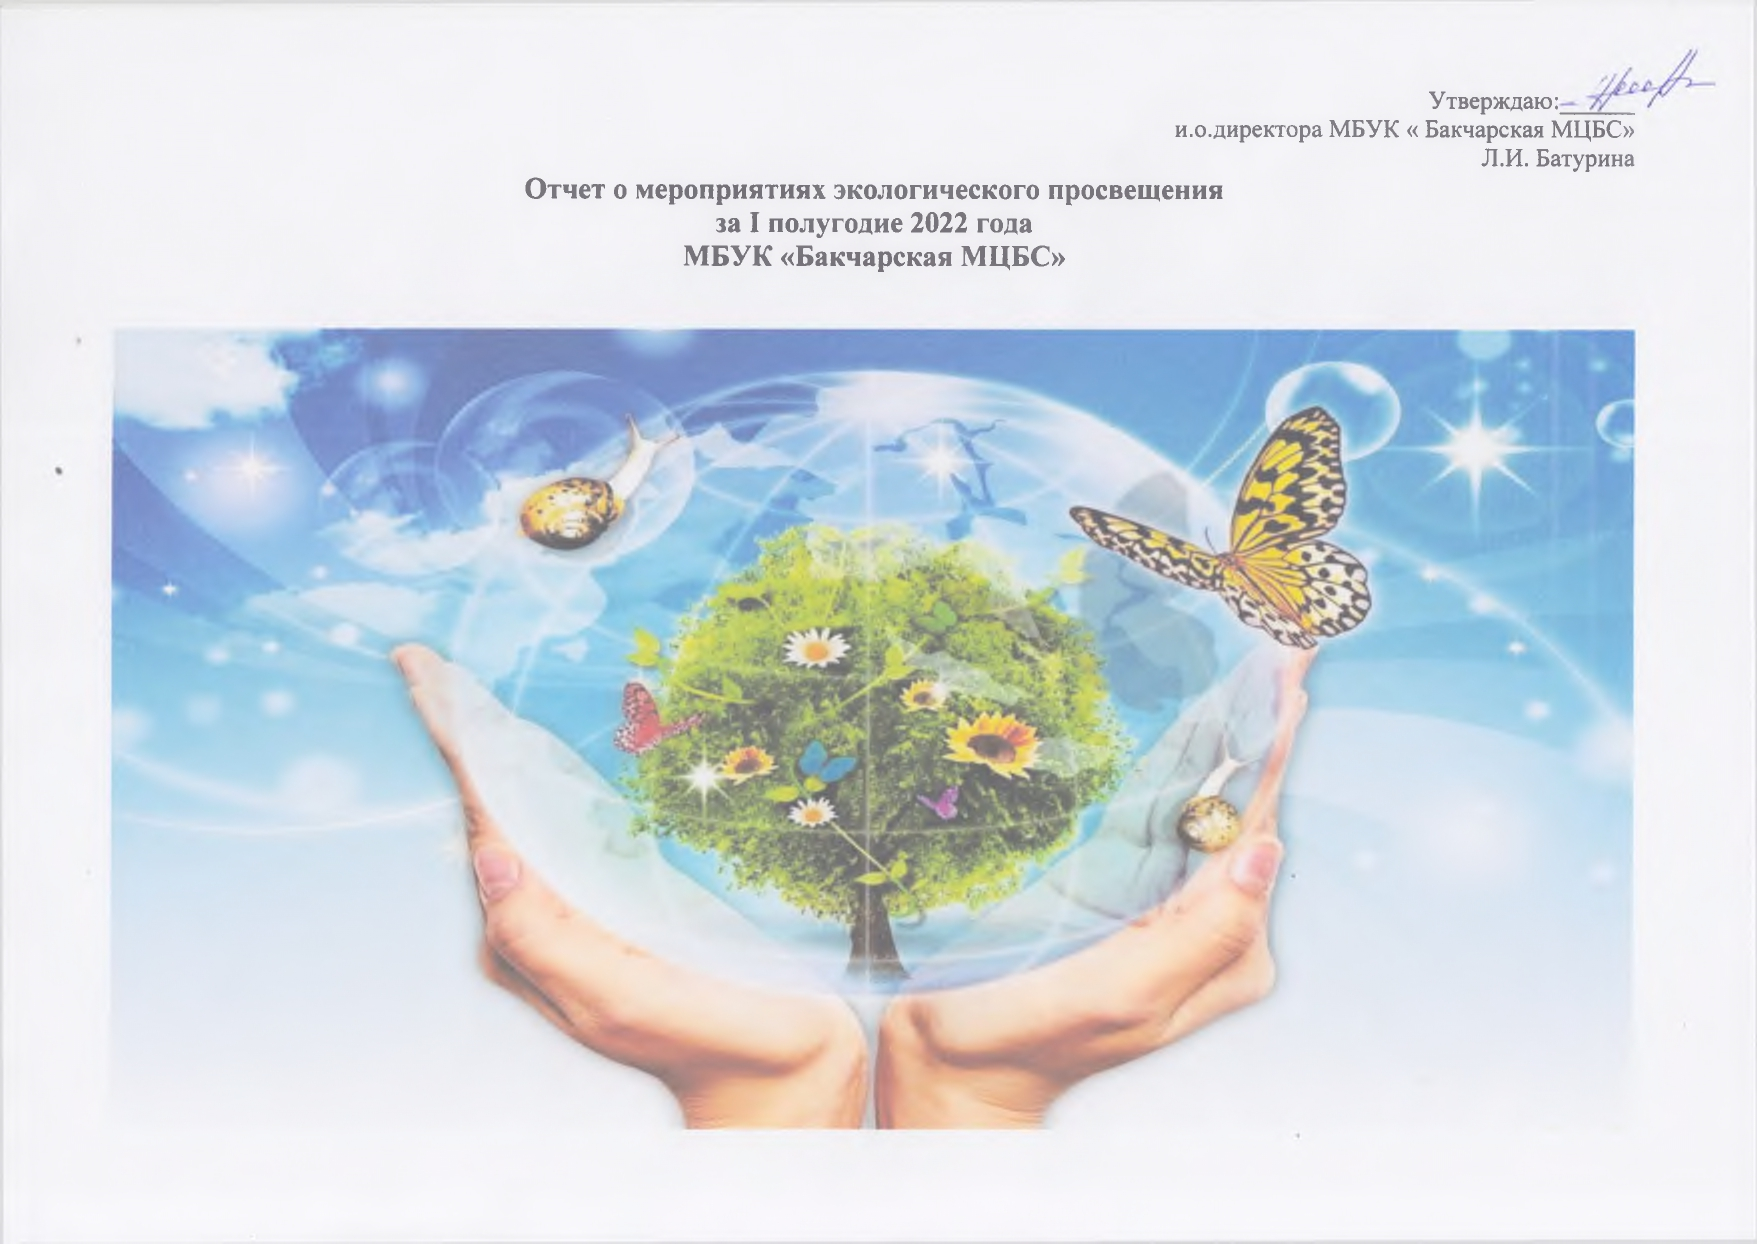 Утверждаю:
и.о.директора МБУК « Бакчарская МЦБС»
Л.И. Батурина
Отчет о мероприятиях экологического просвещения
за I полугодие 2022 года
МБУК «Бакчарская МЦБС»